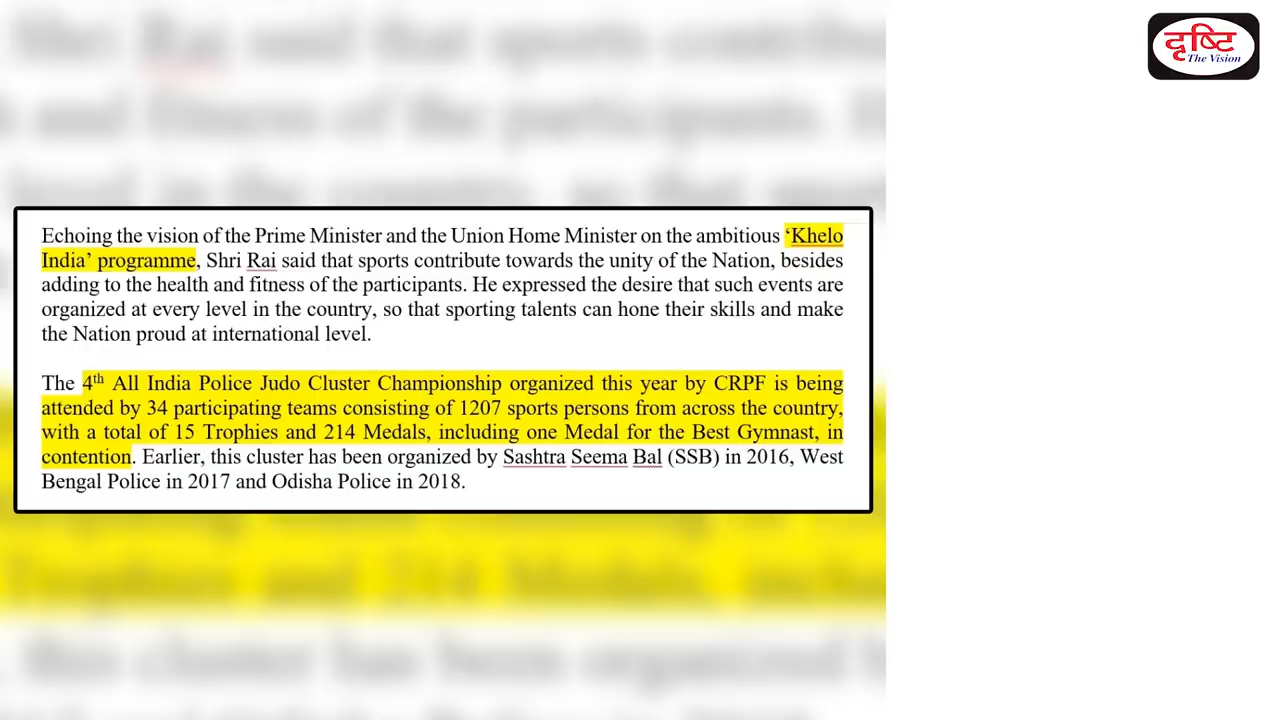 दृष्टि
The Vision
Echoing the vision of the Prime Minister and the Union Home Minister on the ambitious ‘Khelo
India’ programme, Shri Rai said that sports contribute towards the unity of the Nation, besides
adding to the health and fitness of the participants. He expressed the desire that such events are
organized at every level in the country, so that sporting talents can hone their skills and make
the Nation proud at international level.
The 4th All India Police Judo Cluster Championship organized this year by CRPF is being
attended by 34 participating teams consisting of 1207 sports persons from across the country,
with a total of 15 Trophies and 214 Medals, including one Medal for the Best Gymnast, in
contention. Earlier, this cluster has been organized by Sashtra Seema Bal (SSB) in 2016, West
Bengal Police in 2017 and Odisha Police in 2018.